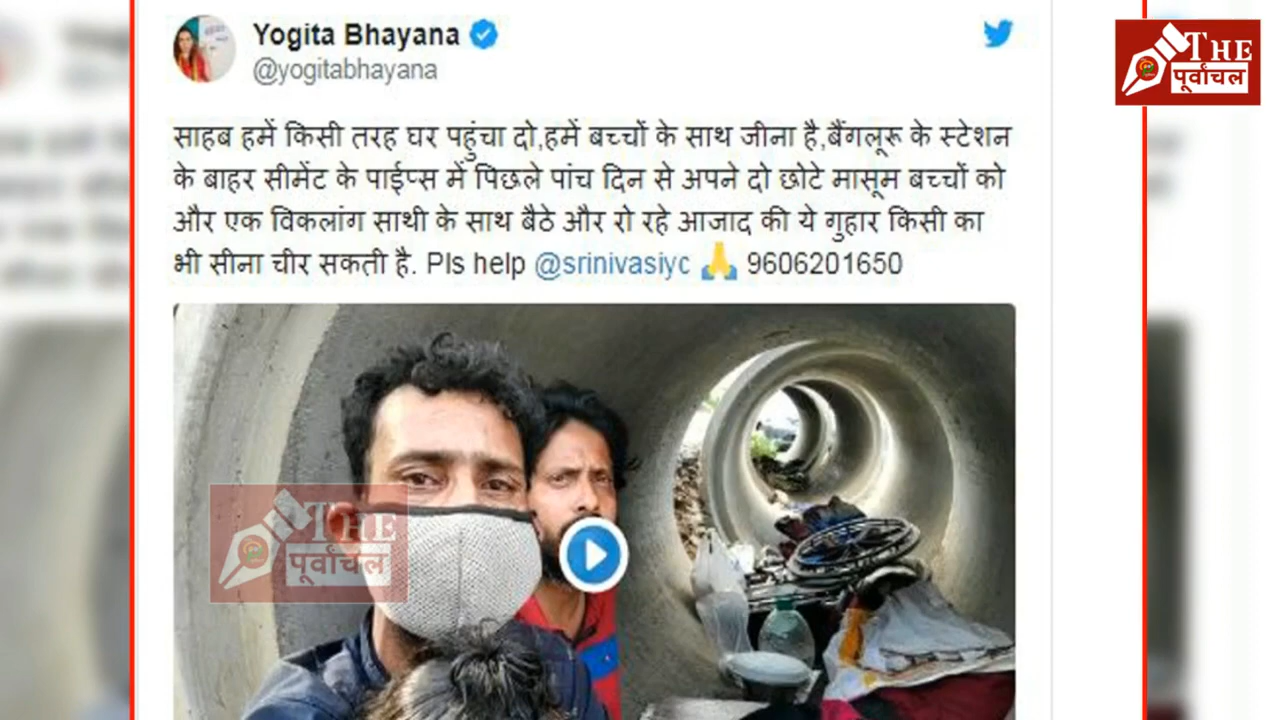 Yogita Bhayana
@yogitabhayana
THE
पूर्वांचल
साहब हमें किसी तरह घर पहुंचा दो,हमें बच्चों के साथ जीना है,बैंगलूरू के स्टेशन
के बाहर सीमेंट के पाईप्स में पिछले पांच दिन से अपने दो छोटे मासूम बच्चों को
और एक विकलांग साथी के साथ बैठे और रो रहे आजाद की ये गुहार किसी का
भी सीना चीर सकती है. Pls help @srinivasiyc 🙏 9606201650
THE
पूर्वांचल